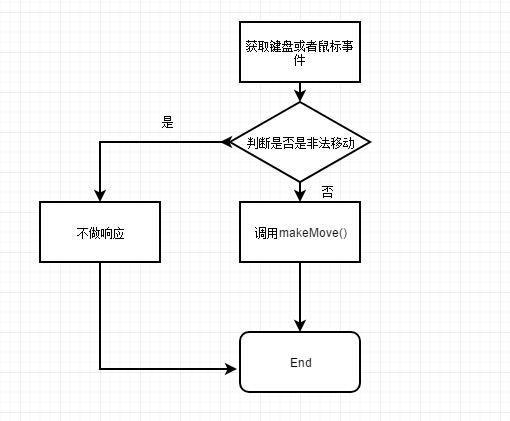 获取键盘或者鼠标事
件
是
判断是否是非法移动
否
不做响应
调用makeMove()
End